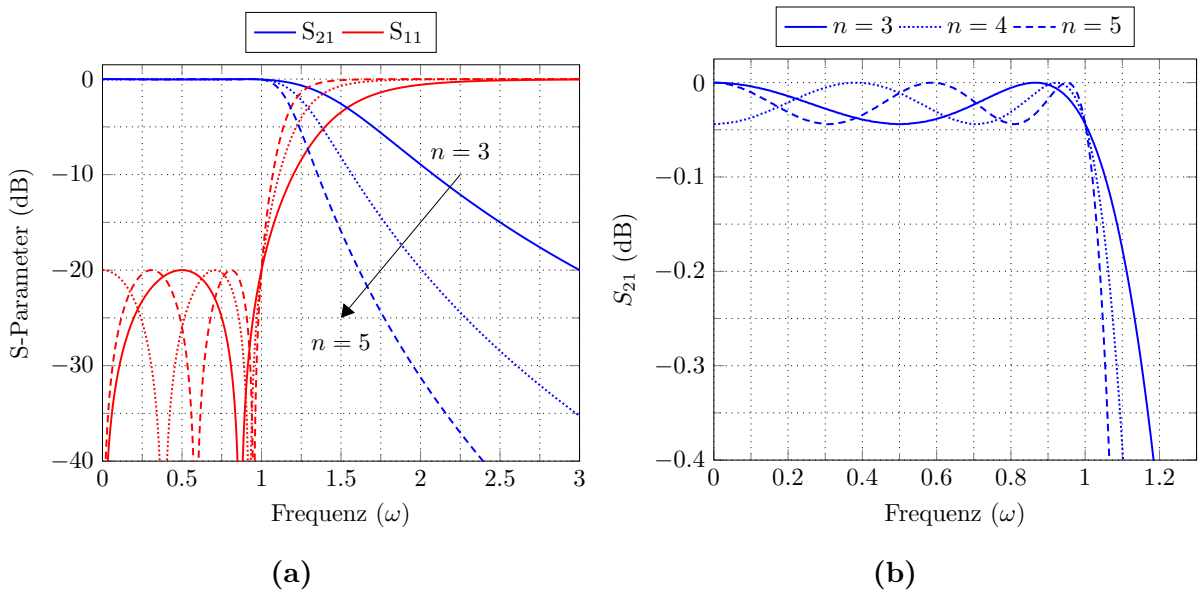 S21 S11
0
−10
−20
−30
−40
S-Parameter (dB)
n = 3
n = 5
0 0.5 1 1.5 2 2.5 3
Frequenz (ω)
(a)
n = 3 n = 4 n = 5
0
−0.1
−0.2
−0.3
−0.4
S21 (dB)
0 0.2 0.4 0.6 0.8 1 1.2
Frequenz (ω)
(b)